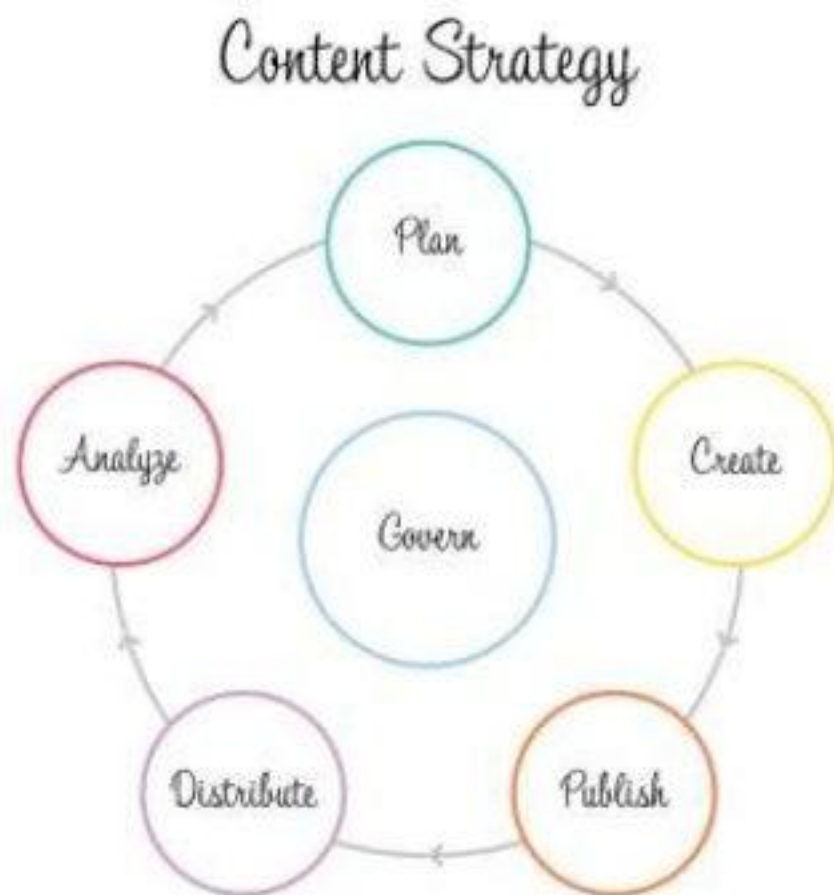 Content Strategy
Plan
Create
Publish
Distribute
Analyze
Govern